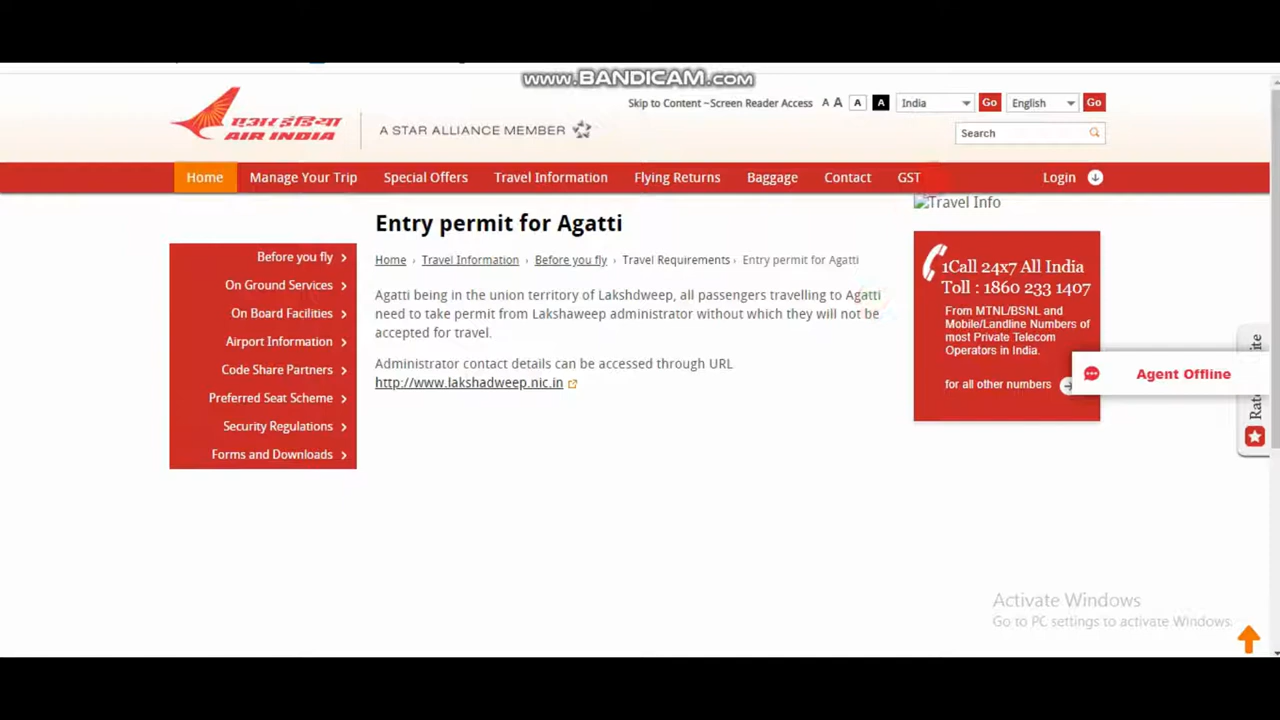 www.BANDICAM.com
Skip to Content ~Screen Reader Access A A A A India Go English Go
एअर इंडिया
AIR INDIA
A STAR ALLIANCE MEMBER
Search
Home Manage Your Trip Special Offers Travel Information Flying Returns Baggage Contact GST Login
Travel Info
Entry permit for Agatti
Home › Travel Information › Before you fly › Travel Requirements › Entry permit for Agatti
Agatti being in the union territory of Lakshdweep, all passengers travelling to Agatti
need to take permit from Lakshaweep administrator without which they will not be
accepted for travel.
Administrator contact details can be accessed through URL
http://www.lakshadweep.nic.in
Before you fly
On Ground Services
On Board Facilities
Airport Information
Code Share Partners
Preferred Seat Scheme
Security Regulations
Forms and Downloads
1Call 24x7 All India
Toll : 1860 233 1407
From MTNL/BSNL and
Mobile/Landline Numbers of
most Private Telecom
Operators in India.
for all other numbers
Agent Offline
Activate Windows
Go to PC settings to activate Windows.